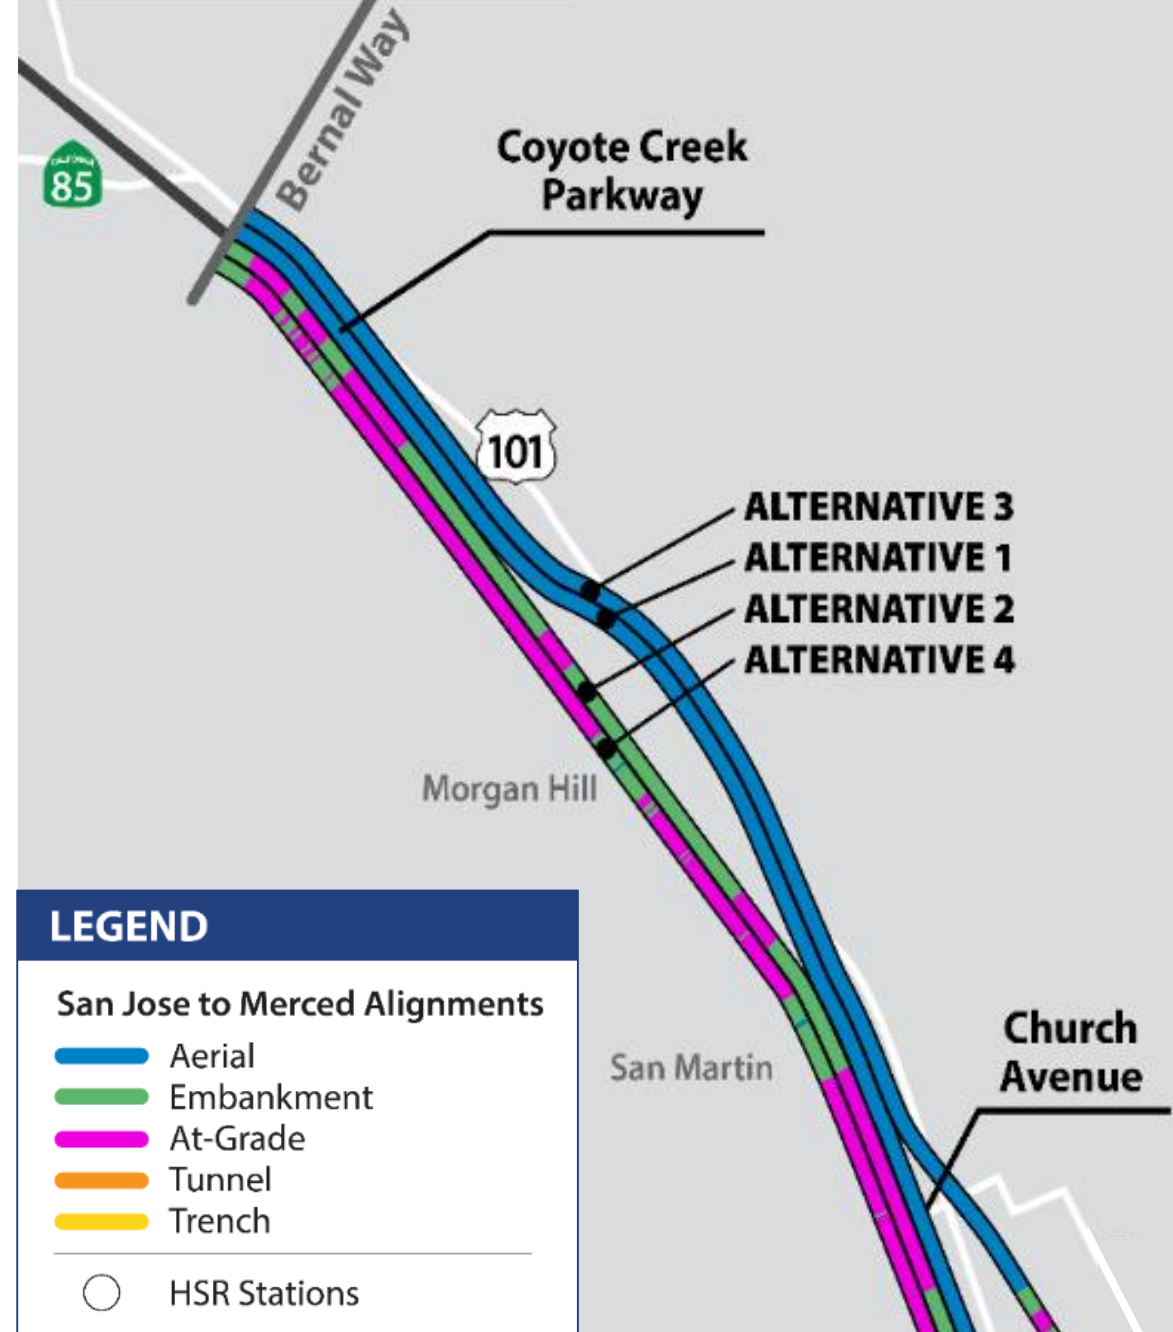 Bernal Way
85
Coyote Creek
Parkway
101
ALTERNATIVE 3
ALTERNATIVE 1
ALTERNATIVE 2
ALTERNATIVE 4
Morgan Hill
San Martin
Church
Avenue
LEGEND
San Jose to Merced Alignments
Aerial
Embankment
At-Grade
Tunnel
Trench
HSR Stations